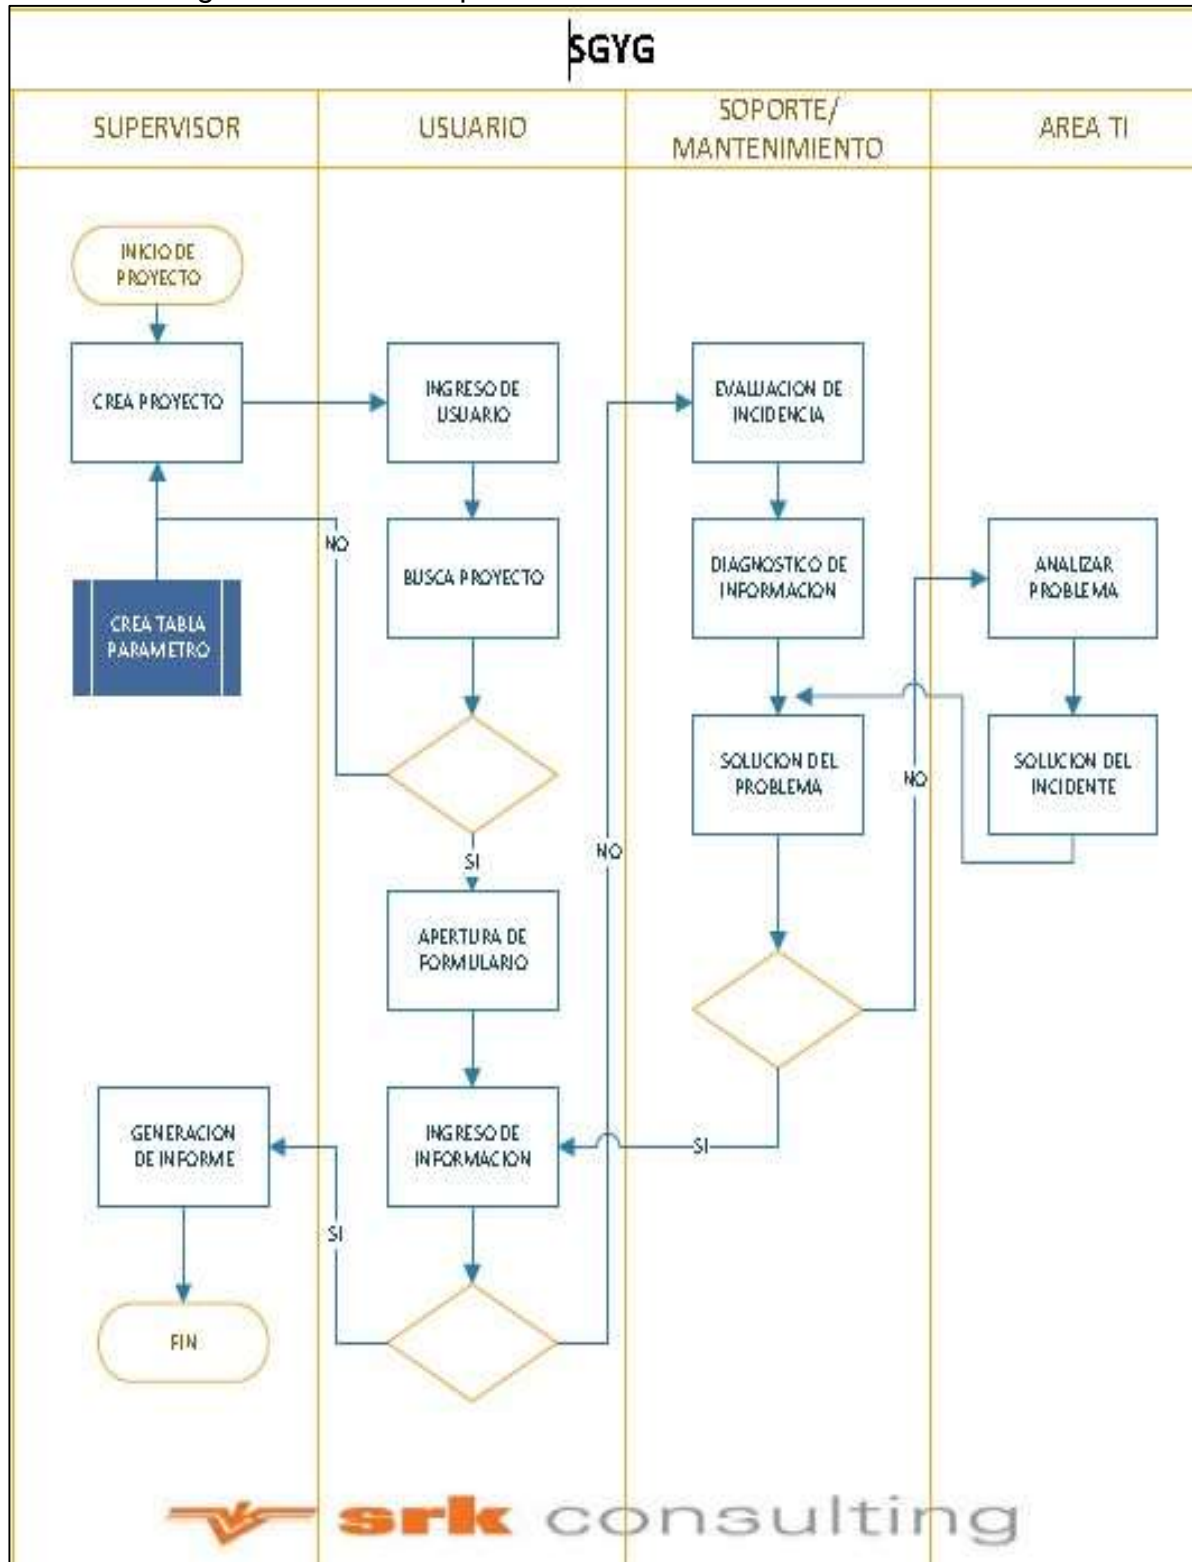 SGYG
SUPERVISOR
USUARIO
SOPORTE/
MANTENIMIENTO
AREA TI
INICIO DE
PROYECTO
CREA PROYECTO
INGRESO DE
USUARIO
EVALUACION DE
INCIDENCIA
NO
BUSCA PROYECTO
DIAGNOSTICO DE
INFORMACION
ANALIZAR
PROBLEMA
CREA TABLA
PARAMETRO
SOLUCION DEL
PROBLEMA
NO
SOLUCION DEL
INCIDENTE
SI
NO
APERTURA DE
FORMULARIO
GENERACION
DE INFORME
INGRESO DE
INFORMACION
SI
SI
FIN
srk consulting